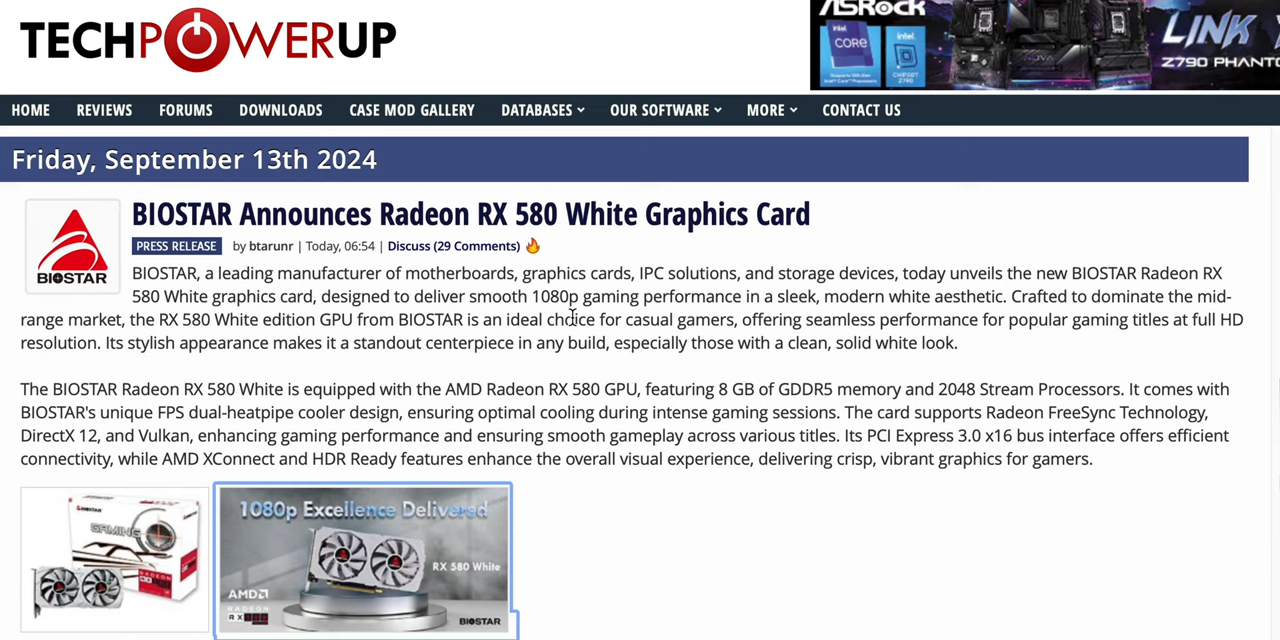 TECHPOWERUP
ASRock
intel CORE
intel Z790
LINK
Z790 PHANT
HOME REVIEWS FORUMS DOWNLOADS CASE MOD GALLERY DATABASES OUR SOFTWARE MORE CONTACT US
Friday, September 13th 2024
BIOSTAR Announces Radeon RX 580 White Graphics Card
PRESS RELEASE by btarunr | Today, 06:54 | Discuss (29 Comments)
BIOSTAR
BIOSTAR, a leading manufacturer of motherboards, graphics cards, IPC solutions, and storage devices, today unveils the new BIOSTAR Radeon RX
580 White graphics card, designed to deliver smooth 1080p gaming performance in a sleek, modern white aesthetic. Crafted to dominate the mid-
range market, the RX 580 White edition GPU from BIOSTAR is an ideal choice for casual gamers, offering seamless performance for popular gaming titles at full HD
resolution. Its stylish appearance makes it a standout centerpiece in any build, especially those with a clean, solid white look.
The BIOSTAR Radeon RX 580 White is equipped with the AMD Radeon RX 580 GPU, featuring 8 GB of GDDR5 memory and 2048 Stream Processors. It comes with
BIOSTAR's unique FPS dual-heatpipe cooler design, ensuring optimal cooling during intense gaming sessions. The card supports Radeon FreeSync Technology,
DirectX 12, and Vulkan, enhancing gaming performance and ensuring smooth gameplay across various titles. Its PCI Express 3.0 x16 bus interface offers efficient
connectivity, while AMD XConnect and HDR Ready features enhance the overall visual experience, delivering crisp, vibrant graphics for gamers.
BIOSTAR
GAMING
RADEON
1080p Excellence Delivered
RX 580 White
AMD
RADEON
BIOSTAR